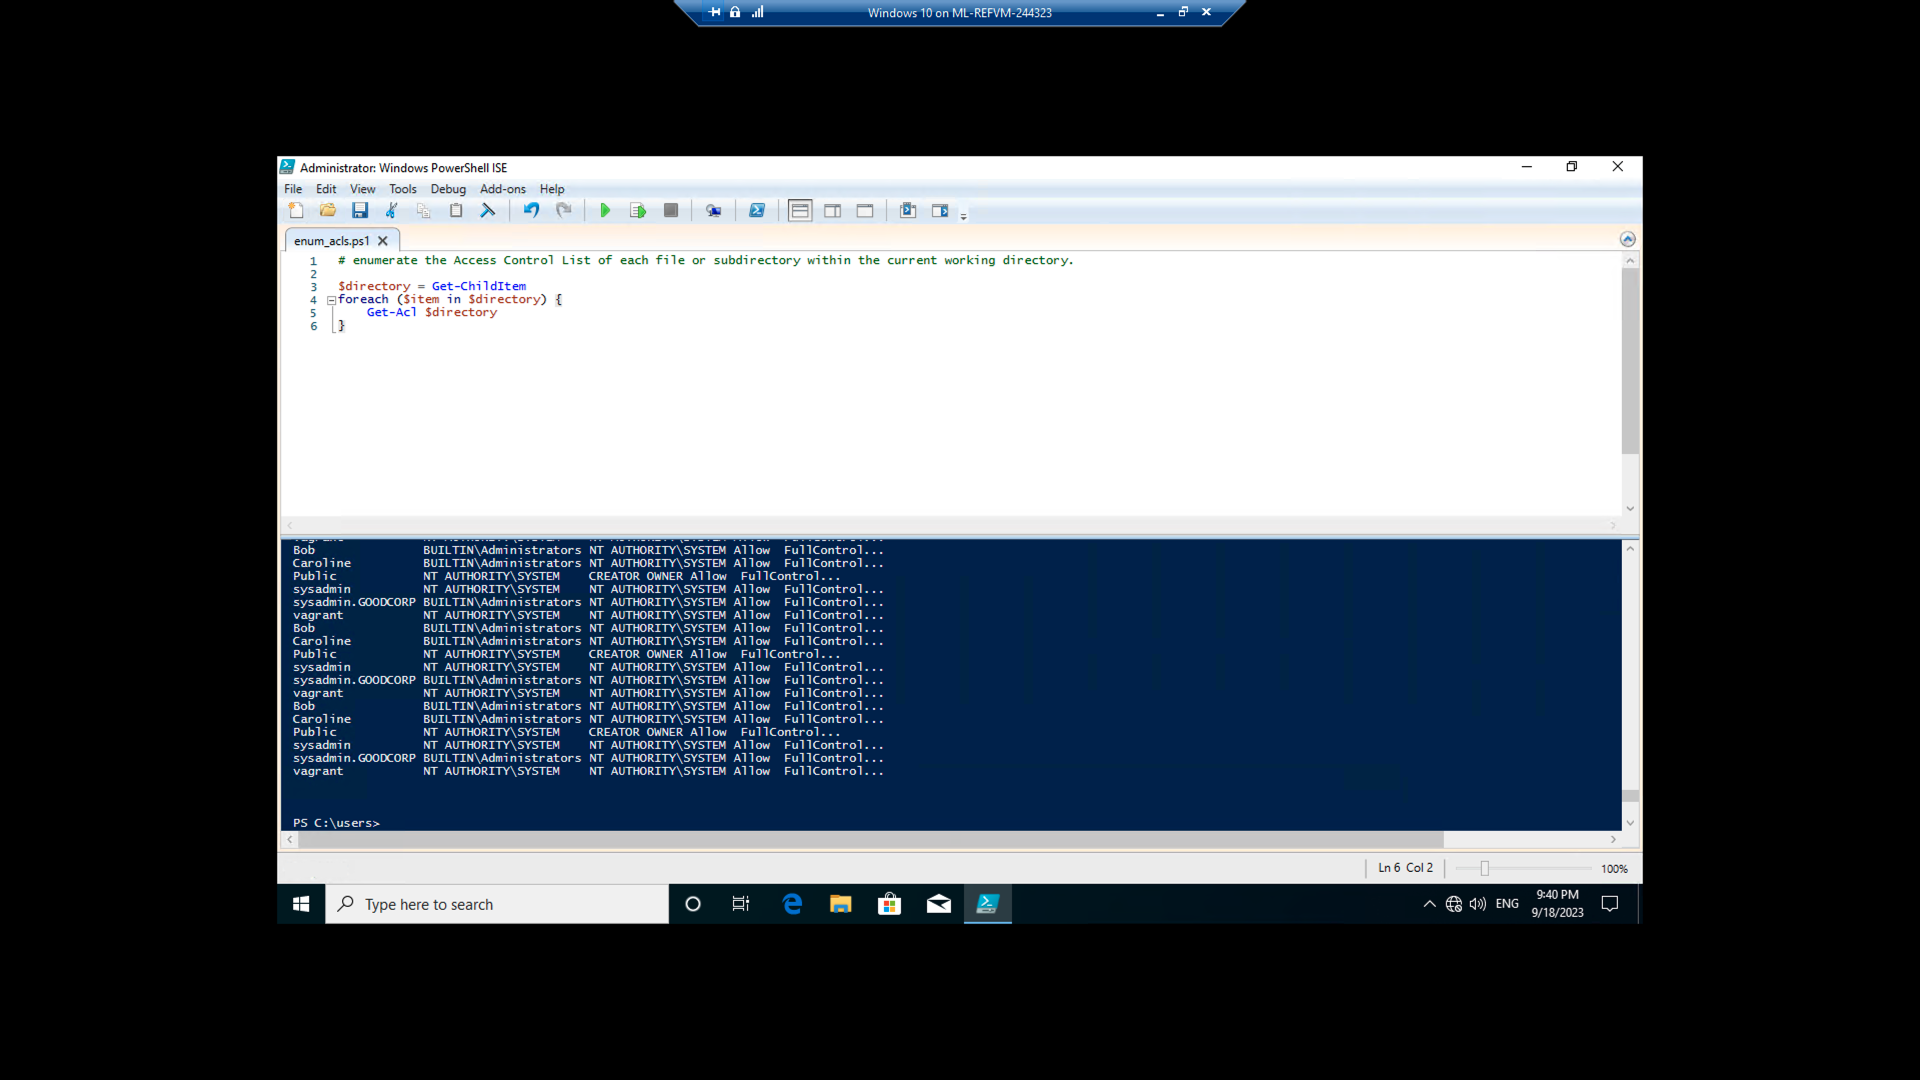 Windows 10 on ML-REFVM-244323
Administrator: Windows PowerShell ISE
File Edit View Tools Debug Add-ons Help
enum_acls.ps1
1 # enumerate the Access Control List of each file or subdirectory within the current working directory.
2
3 $directory = Get-ChildItem
4 foreach ($item in $directory) {
5 Get-Acl $directory
6 }
Bob BUILTIN\Administrators NT AUTHORITY\SYSTEM Allow FullControl...
Caroline BUILTIN\Administrators NT AUTHORITY\SYSTEM Allow FullControl...
Public NT AUTHORITY\SYSTEM CREATOR OWNER Allow FullControl...
sysadmin NT AUTHORITY\SYSTEM NT AUTHORITY\SYSTEM Allow FullControl...
sysadmin.GOODCORP BUILTIN\Administrators NT AUTHORITY\SYSTEM Allow FullControl...
vagrant NT AUTHORITY\SYSTEM NT AUTHORITY\SYSTEM Allow FullControl...
Bob BUILTIN\Administrators NT AUTHORITY\SYSTEM Allow FullControl...
Caroline BUILTIN\Administrators NT AUTHORITY\SYSTEM Allow FullControl...
Public NT AUTHORITY\SYSTEM CREATOR OWNER Allow FullControl...
sysadmin NT AUTHORITY\SYSTEM NT AUTHORITY\SYSTEM Allow FullControl...
sysadmin.GOODCORP BUILTIN\Administrators NT AUTHORITY\SYSTEM Allow FullControl...
vagrant NT AUTHORITY\SYSTEM NT AUTHORITY\SYSTEM Allow FullControl...
Bob BUILTIN\Administrators NT AUTHORITY\SYSTEM Allow FullControl...
Caroline BUILTIN\Administrators NT AUTHORITY\SYSTEM Allow FullControl...
Public NT AUTHORITY\SYSTEM CREATOR OWNER Allow FullControl...
sysadmin NT AUTHORITY\SYSTEM NT AUTHORITY\SYSTEM Allow FullControl...
sysadmin.GOODCORP BUILTIN\Administrators NT AUTHORITY\SYSTEM Allow FullControl...
vagrant NT AUTHORITY\SYSTEM NT AUTHORITY\SYSTEM Allow FullControl...
PS C:\users>
Ln 6 Col 2 100%
Type here to search
ENG
9:40 PM
9/18/2023